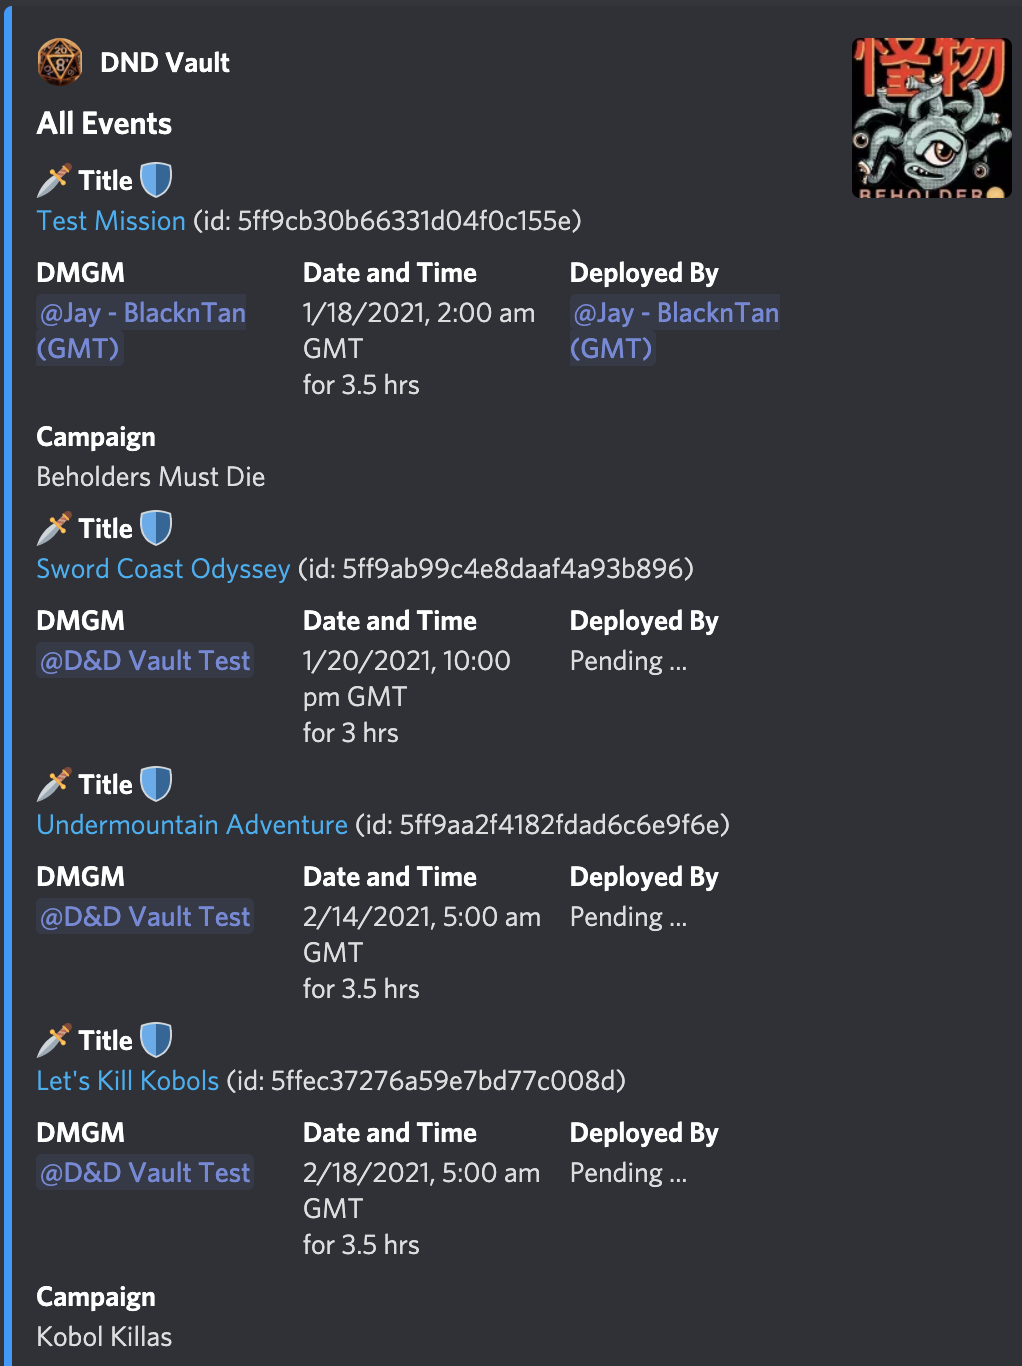 DND Vault
怪物
BEHOLDER
All Events
Title
Test Mission (id: 5ff9cb30b66331d04f0c155e)
DMGM
Date and Time
Deployed By
@Jay - BlacknTan
(GMT)
1/18/2021, 2:00 am
GMT
for 3.5 hrs
@Jay - BlacknTan
(GMT)
Campaign
Beholders Must Die
Title
Sword Coast Odyssey (id: 5ff9ab99c4e8daaf4a93b896)
DMGM
Date and Time
Deployed By
@D&D Vault Test
1/20/2021, 10:00
pm GMT
for 3 hrs
Pending ...
Title
Undermountain Adventure (id: 5ff9aa2f4182fdad6c6e9f6e)
DMGM
Date and Time
Deployed By
@D&D Vault Test
2/14/2021, 5:00 am
GMT
for 3.5 hrs
Pending ...
Title
Let's Kill Kobols (id: 5ffec37276a59e7bd77c008d)
DMGM
Date and Time
Deployed By
@D&D Vault Test
2/18/2021, 5:00 am
GMT
for 3.5 hrs
Pending ...
Campaign
Kobol Killas